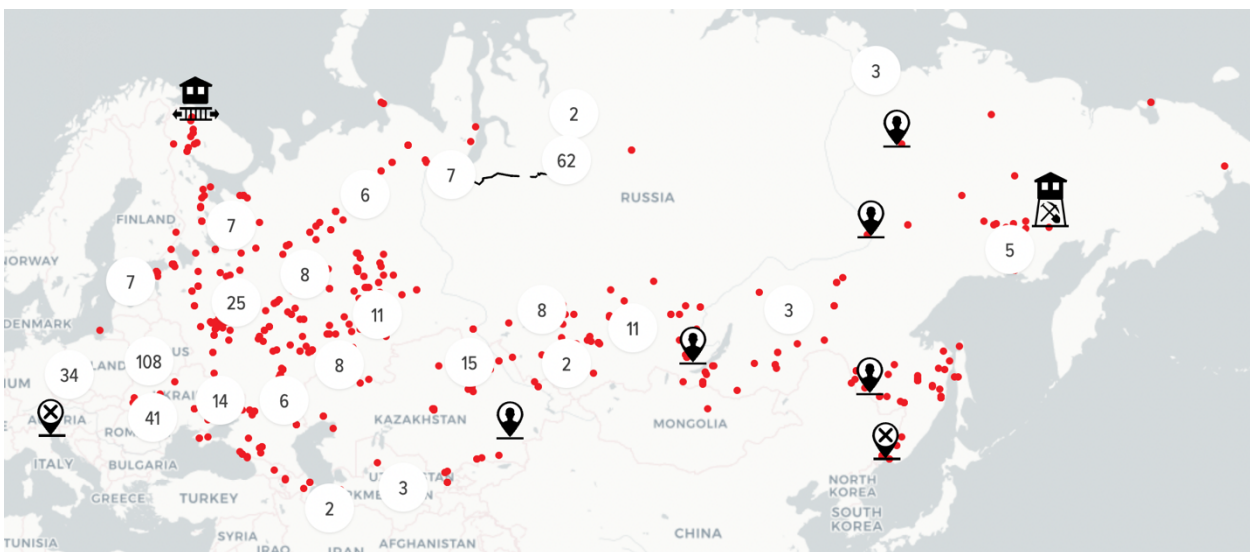 3
2
62
7
6
RUSSIA
FINLAND
7
5
NORWAY
7
8
25
11
8
11
3
DENMARK
108
US
34
8
15
2
14
6
KAZAKHSTAN
41
MONGOLIA
ITALY
BULGARIA
GREECE
TURKEY
3
2
NORTH
KOREA
SOUTH
KOREA
CHINA
SYRIA
IRAN
AFGHANISTAN
TUNISIA